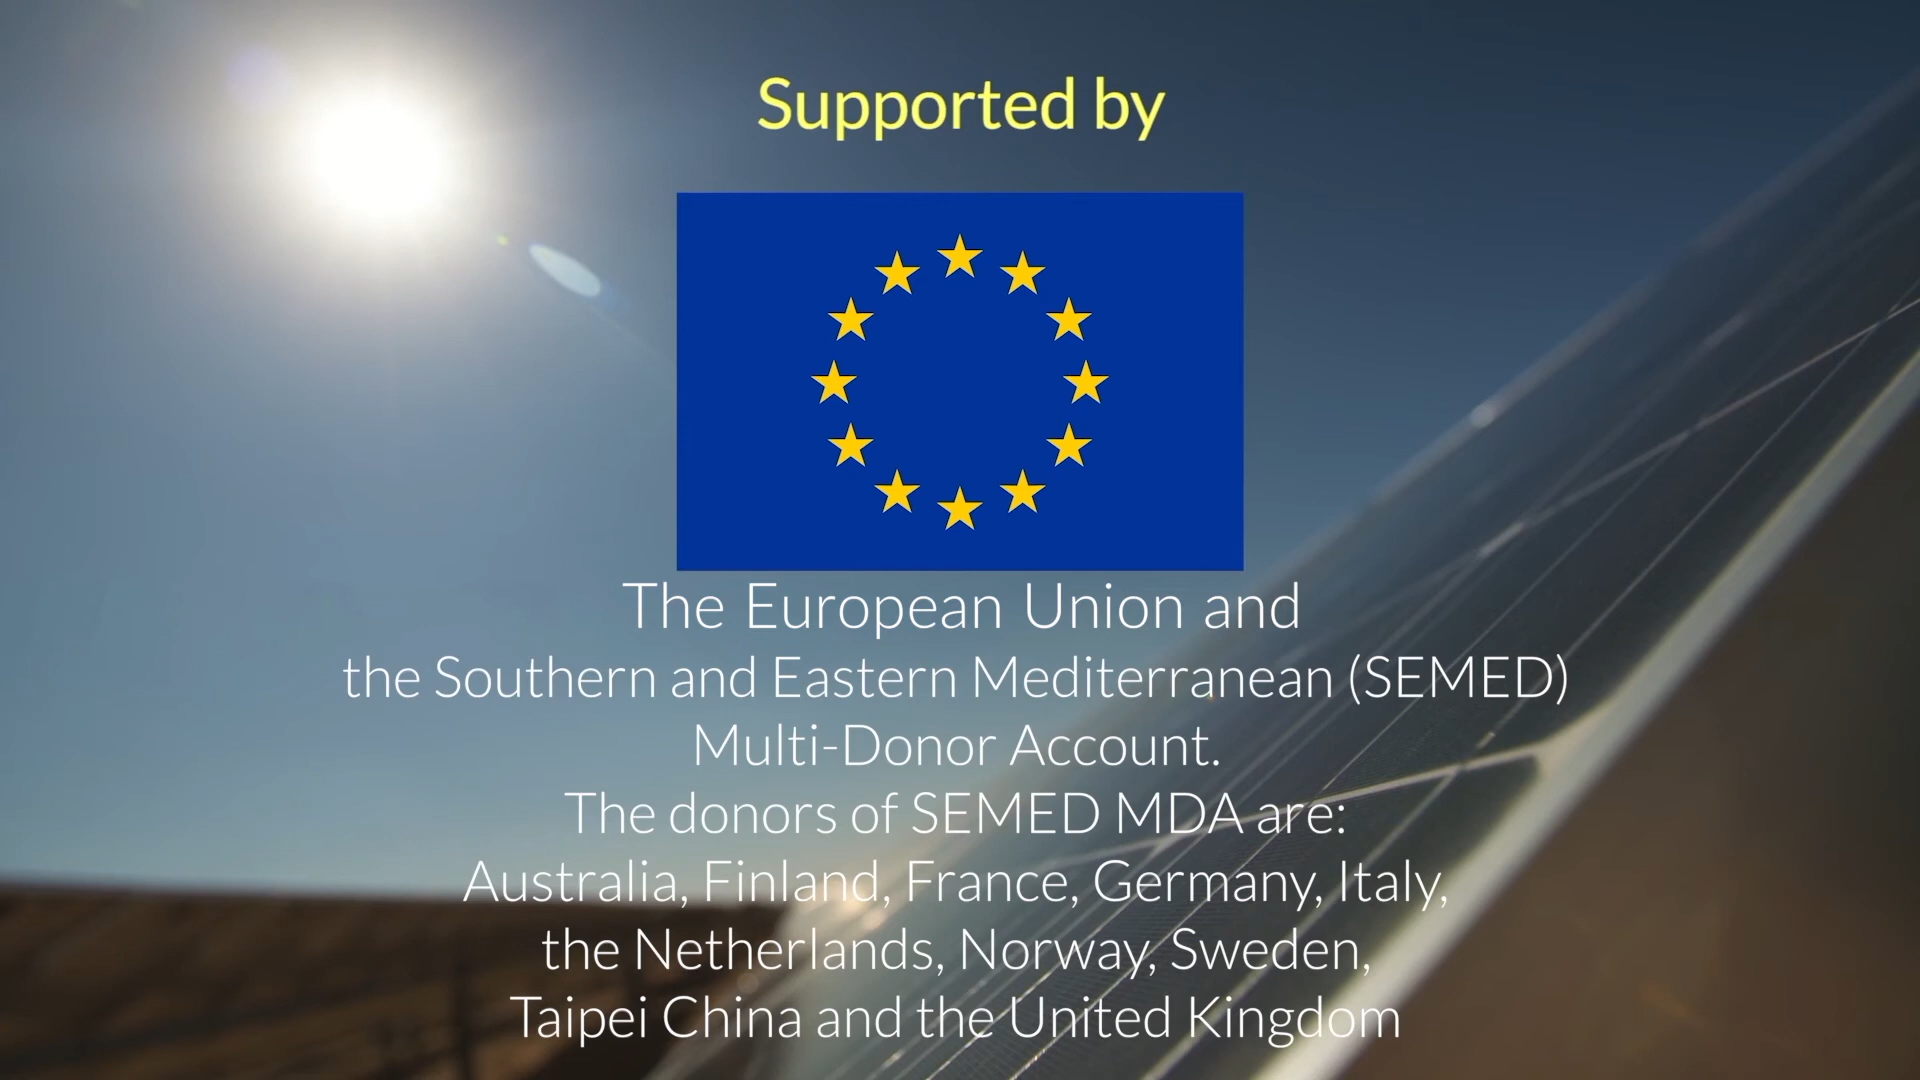 Supported by
The European Union and
the Southern and Eastern Mediterranean (SEMED)
Multi-Donor Account.
The donors of SEMED MDA are:
Australia, Finland, France, Germany, Italy,
the Netherlands, Norway, Sweden,
Taipei China and the United Kingdom